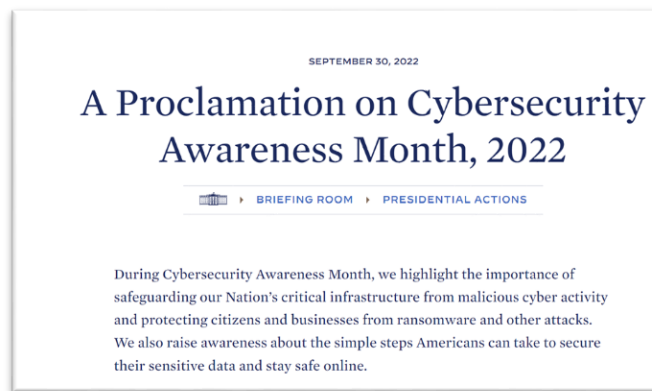 SEPTEMBER 30, 2022
A Proclamation on Cybersecurity
Awareness Month, 2022
BRIEFING ROOM PRESIDENTIAL ACTIONS
During Cybersecurity Awareness Month, we highlight the importance of
safeguarding our Nation’s critical infrastructure from malicious cyber activity
and protecting citizens and businesses from ransomware and other attacks.
We also raise awareness about the simple steps Americans can take to secure
their sensitive data and stay safe online.